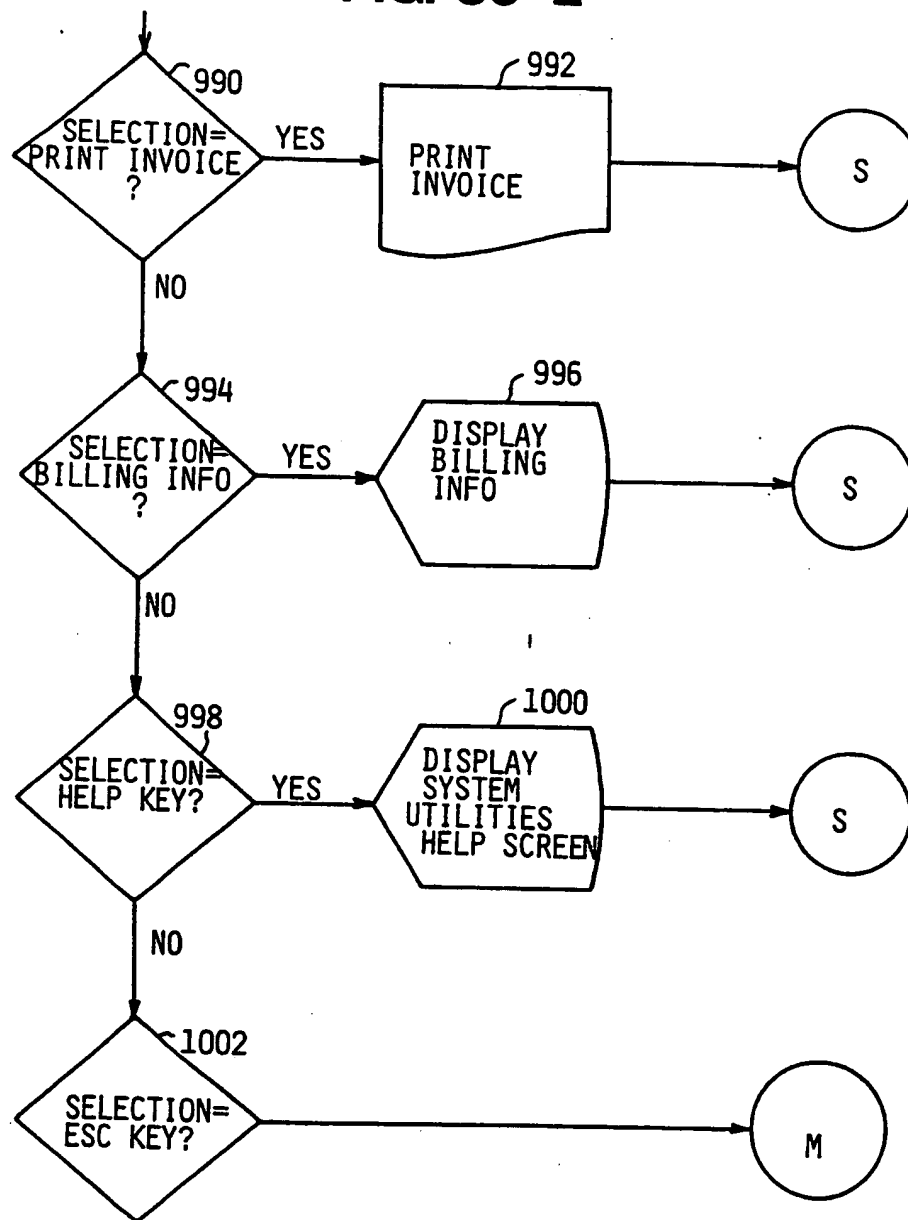 990
SELECTION=
PRINT INVOICE
?
YES
992
PRINT
INVOICE
S
NO
994
SELECTION=
BILLING INFO
?
YES
996
DISPLAY
BILLING
INFO
S
NO
998
SELECTION=
HELP KEY?
YES
1000
DISPLAY
SYSTEM
UTILITIES
HELP SCREEN
S
NO
1002
SELECTION=
ESC KEY?
M